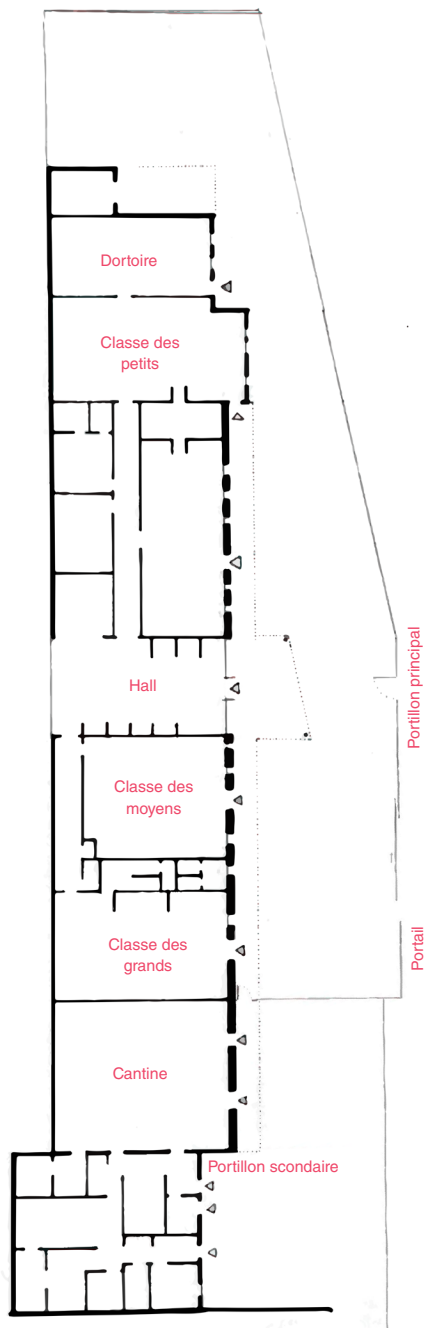 Dortoire
Classe des
petits
Hall
Portillon principal
Classe des
moyens
Portail
Classe des
grands
Cantine
Portillon scondaire